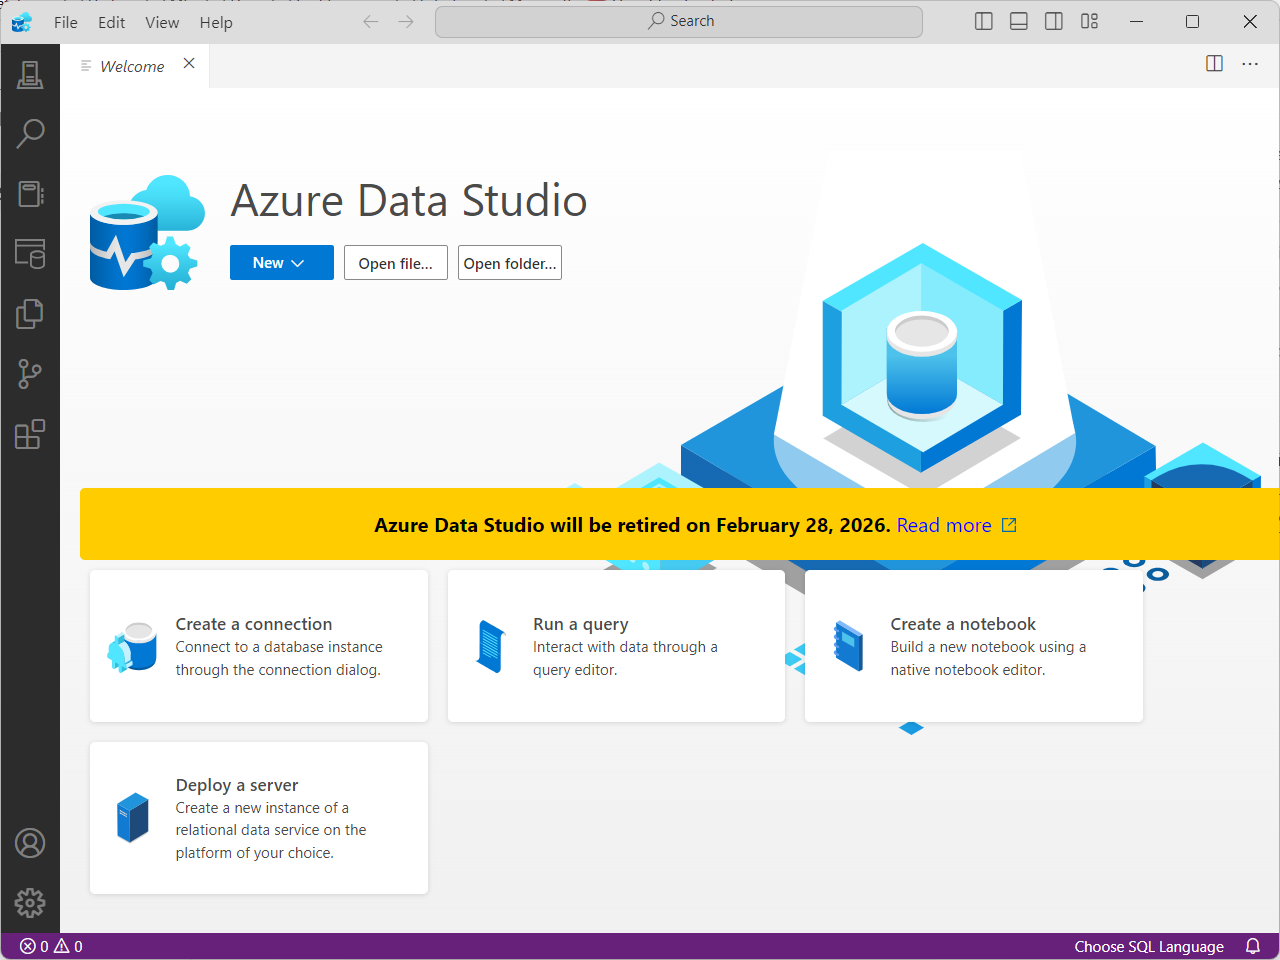 File Edit View Help
Search
Welcome
Azure Data Studio
New
Open file...
Open folder...
Azure Data Studio will be retired on February 28, 2026. Read more
Create a connection
Connect to a database instance
through the connection dialog.
Run a query
Interact with data through a
query editor.
Create a notebook
Build a new notebook using a
native notebook editor.
Deploy a server
Create a new instance of a
relational data service on the
platform of your choice.
0 0
Choose SQL Language